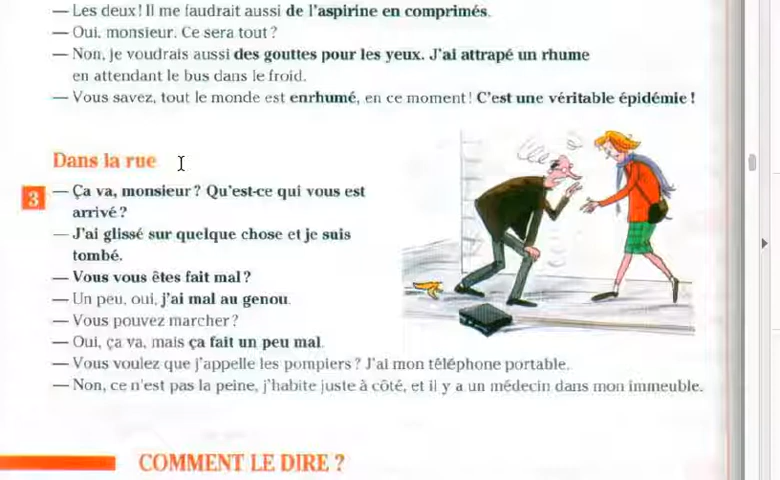 — Les deux ! Il me faudrait aussi de l'aspirine en comprimés.
— Oui, monsieur. Ce sera tout ?
— Non, je voudrais aussi des gouttes pour les yeux. J'ai attrapé un rhume
en attendant le bus dans le froid.
— Vous savez, tout le monde est enrhumé, en ce moment ! C'est une véritable épidémie !
Dans la rue
3
— Ça va, monsieur ? Qu'est-ce qui vous est
arrivé ?
— J'ai glissé sur quelque chose et je suis
tombé.
— Vous vous êtes fait mal ?
— Un peu, oui, j'ai mal au genou.
— Vous pouvez marcher ?
— Oui, ça va, mais ça fait un peu mal.
— Vous voulez que j'appelle les pompiers ? J'ai mon téléphone portable.
— Non, ce n'est pas la peine, j'habite juste à côté, et il y a un médecin dans mon immeuble.
COMMENT LE DIRE ?